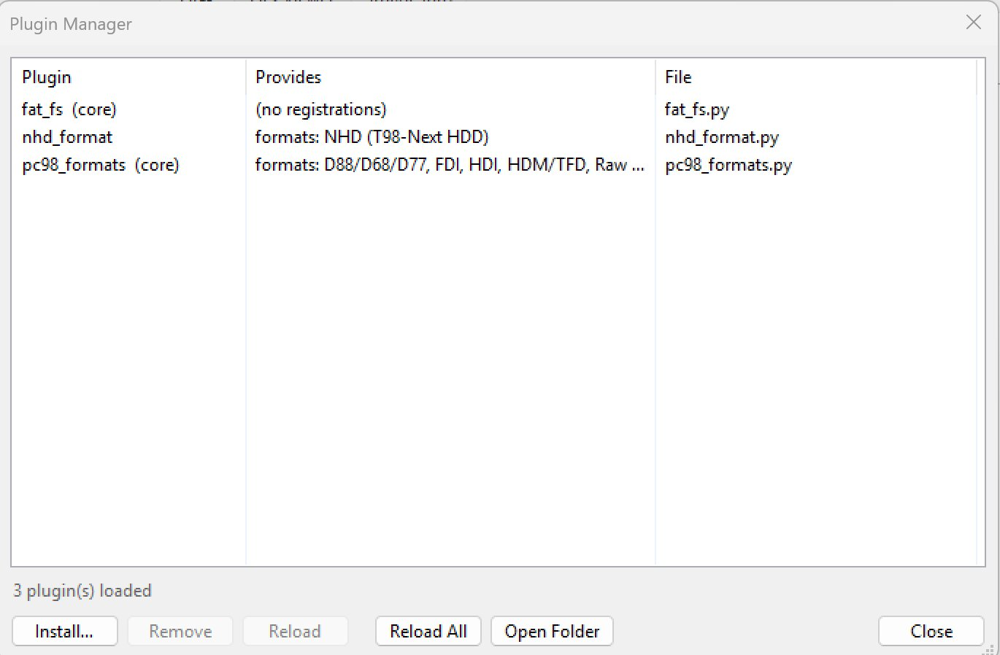 Plugin Manager
Plugin Provides File
fat_fs (core) (no registrations) fat_fs.py
nhd_format formats: NHD (T98-Next HDD) nhd_format.py
pc98_formats (core) formats: D88/D68/D77, FDI, HDI, HDM/TFD, Raw ... pc98_formats.py
3 plugin(s) loaded
Install... Remove Reload Reload All Open Folder Close